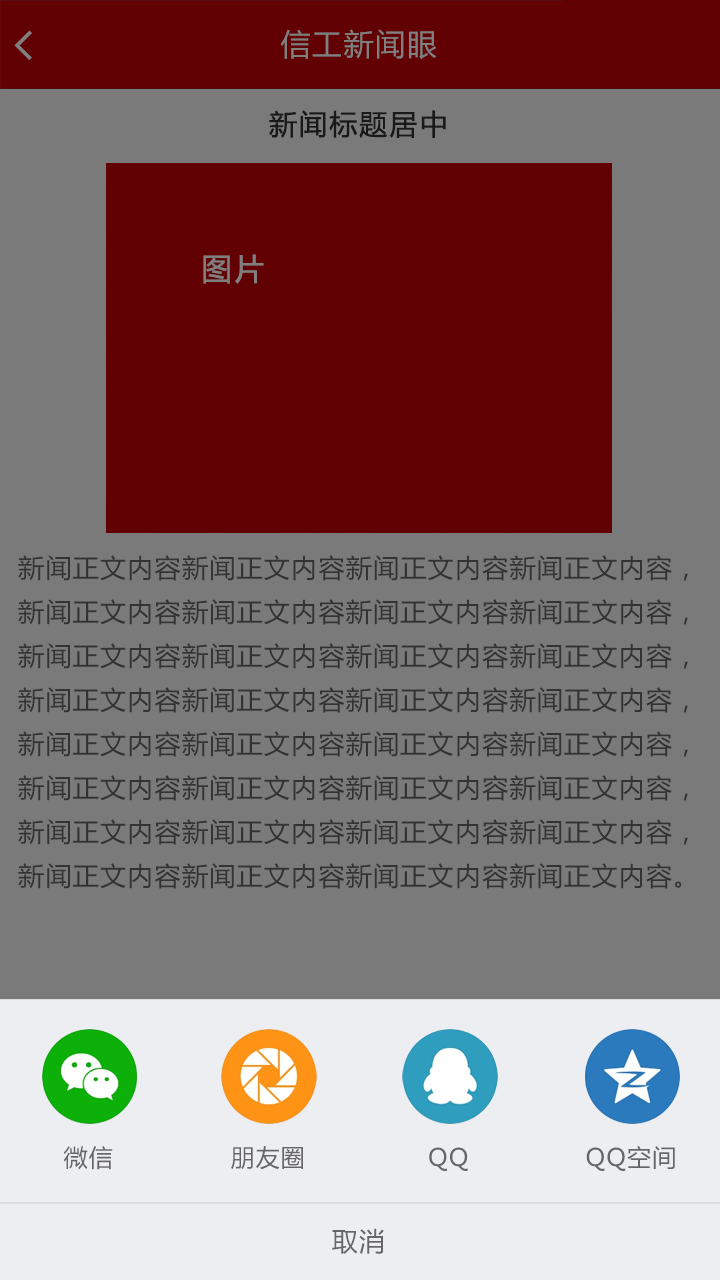 信工新闻眼
新闻标题居中
图片
新闻正文内容新闻正文内容新闻正文内容新闻正文内容，
新闻正文内容新闻正文内容新闻正文内容新闻正文内容，
新闻正文内容新闻正文内容新闻正文内容新闻正文内容，
新闻正文内容新闻正文内容新闻正文内容新闻正文内容，
新闻正文内容新闻正文内容新闻正文内容新闻正文内容，
新闻正文内容新闻正文内容新闻正文内容新闻正文内容，
新闻正文内容新闻正文内容新闻正文内容新闻正文内容，
新闻正文内容新闻正文内容新闻正文内容新闻正文内容。
微信 朋友圈 QQ QQ空间
取消